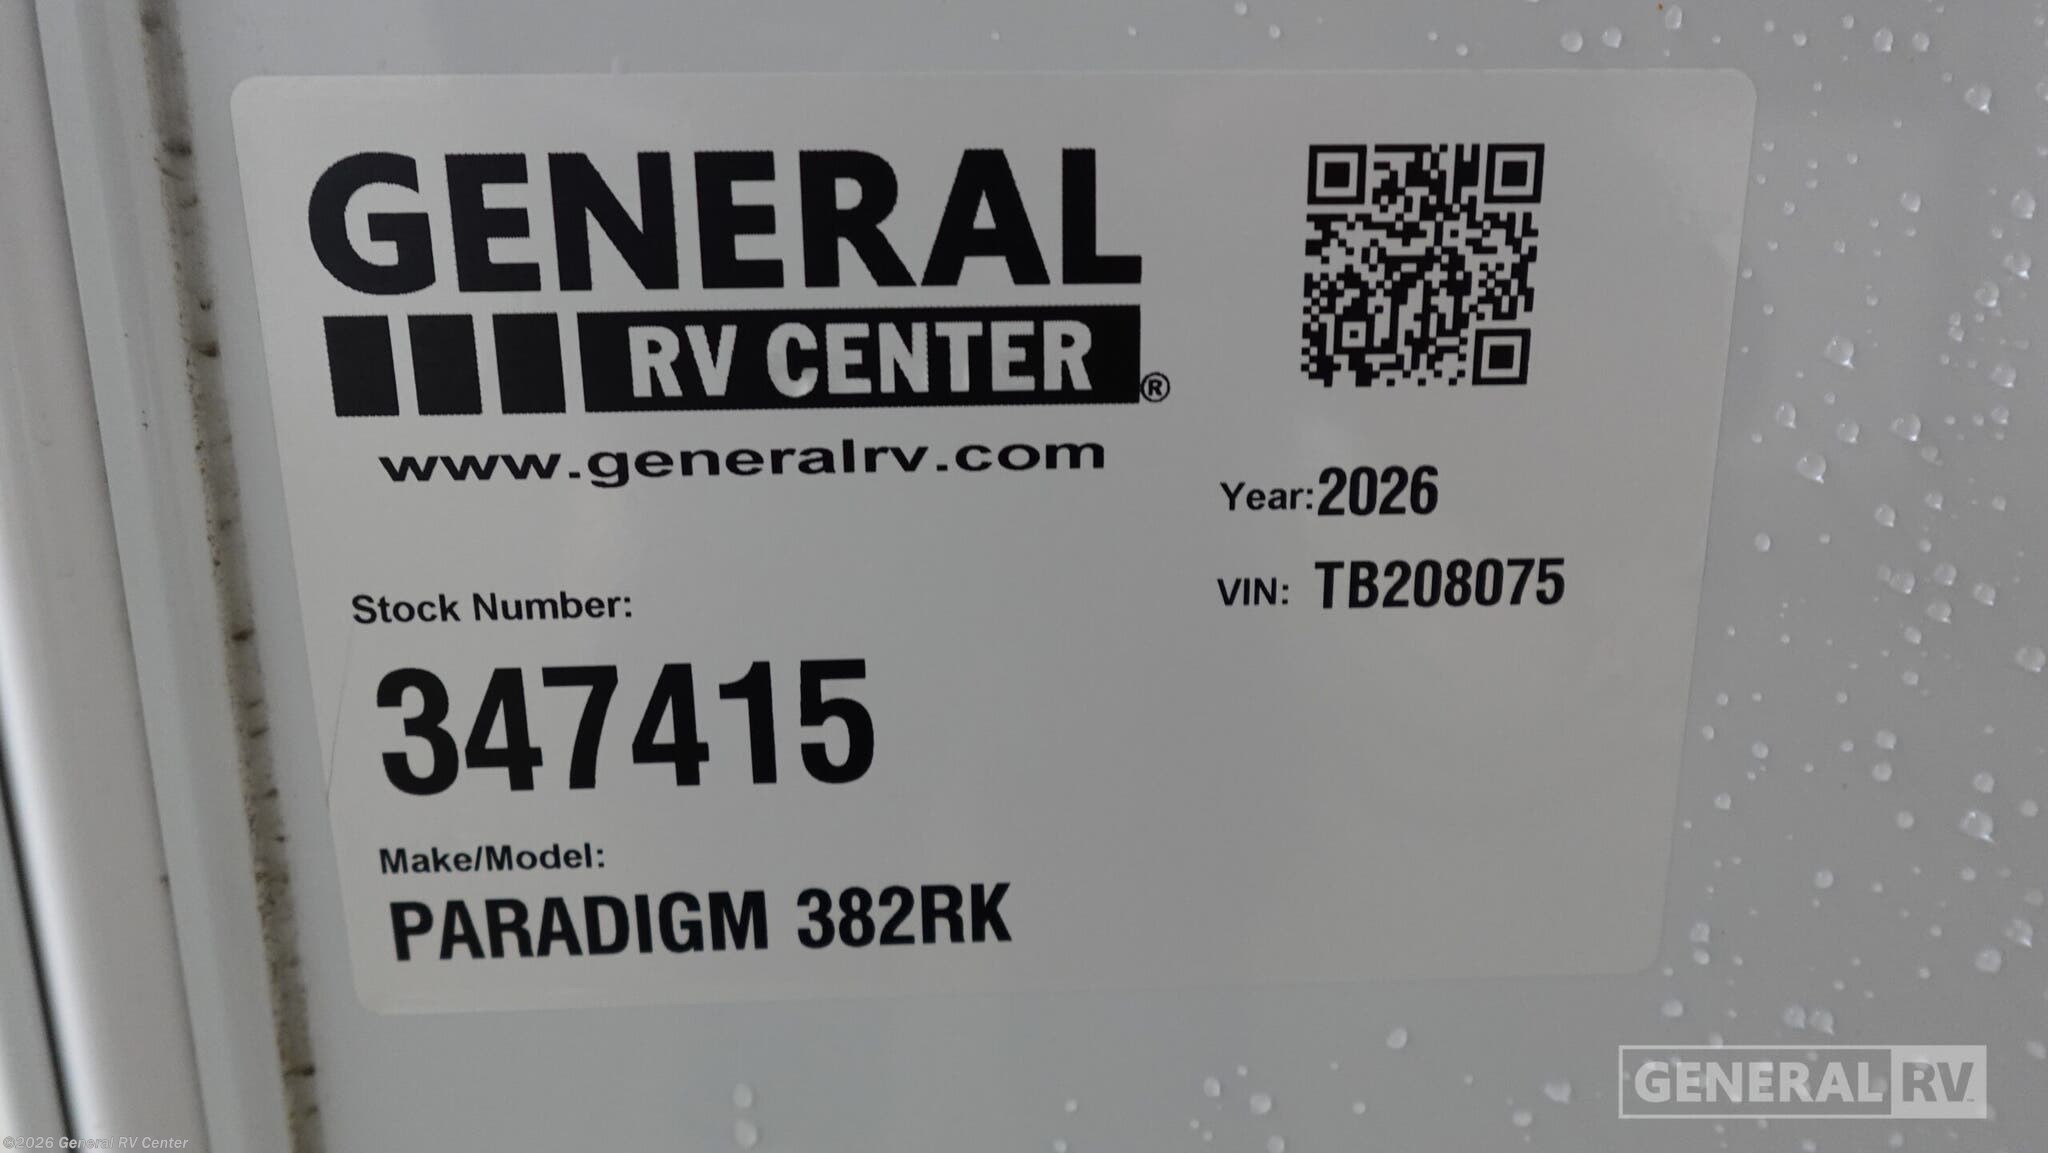 GENERAL
RV CENTER®
www.generalrv.com
Year: 2026
VIN: TB208075
Stock Number:
347415
Make/Model:
PARADIGM 382RK
GENERAL RV
©2026 General RV Center